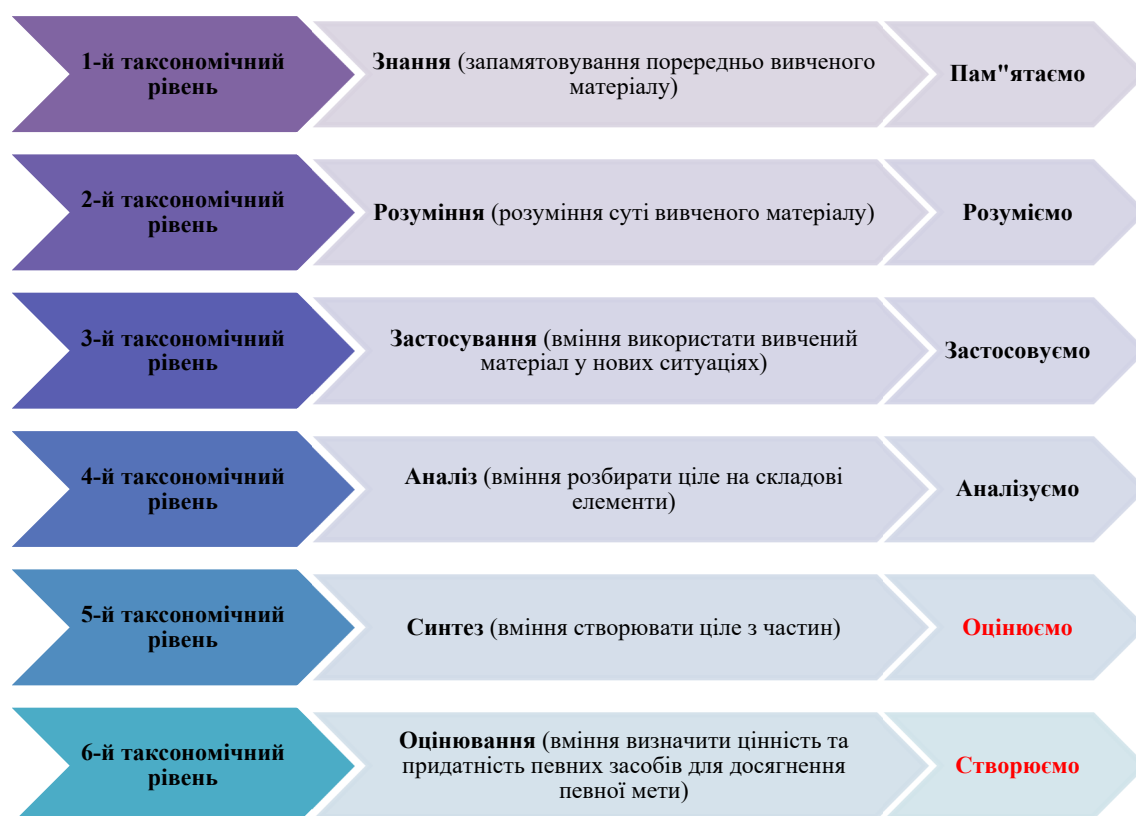 1-й таксономічний
рівень
Знання (запамятовування порередньо вивченого
матеріалу)
Пам"ятаємо
2-й таксономічний
рівень
Розуміння (розуміння суті вивченого матеріалу)
Розуміємо
3-й таксономічний
рівень
Застосування (вміння використати вивчений
матеріал у нових ситуаціях)
Застосовуємо
4-й таксономічний
рівень
Аналіз (вміння розбирати ціле на складові
елементи)
Аналізуємо
5-й таксономічний
рівень
Синтез (вміння створювати ціле з частин)
Оцінюємо
6-й таксономічний
рівень
Оцінювання (вміння визначити цінність та
придатність певних засобів для досягнення
певної мети)
Створюємо